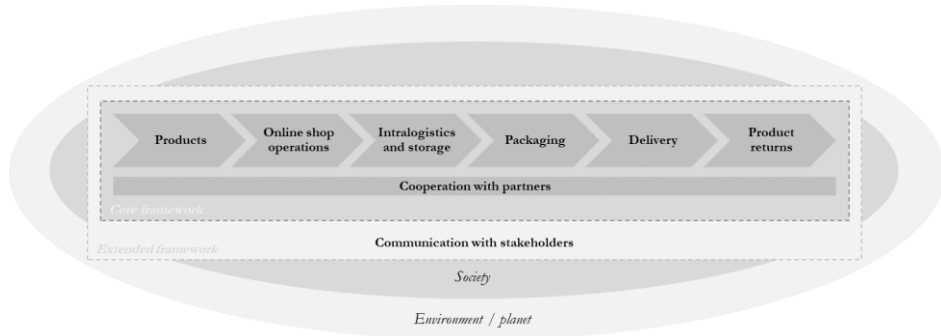 Products
Online shop
operations
Intralogistics
and storage
Packaging
Delivery
Product
returns
Cooperation with partners
Core framework
Communication with stakeholders
Extended framework
Society
Environment / planet